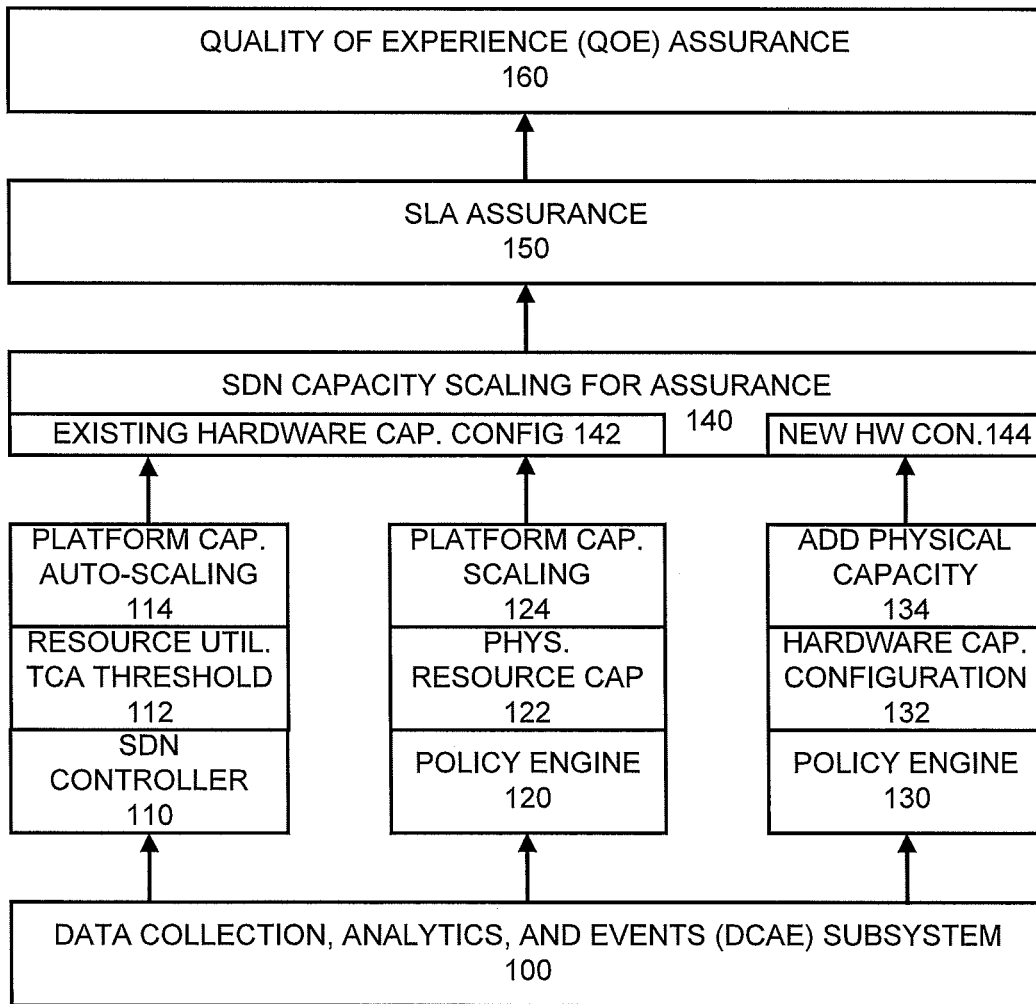 QUALITY OF EXPERIENCE (QOE) ASSURANCE
160
SLA ASSURANCE
150
SDN CAPACITY SCALING FOR ASSURANCE
140
EXISTING HARDWARE CAP. CONFIG 142
NEW HW CON.144
PLATFORM CAP.
AUTO-SCALING
114
RESOURCE UTIL.
TCA THRESHOLD
112
SDN
CONTROLLER
110
PLATFORM CAP.
SCALING
124
PHYS.
RESOURCE CAP
122
POLICY ENGINE
120
ADD PHYSICAL
CAPACITY
134
HARDWARE CAP.
CONFIGURATION
132
POLICY ENGINE
130
DATA COLLECTION, ANALYTICS, AND EVENTS (DCAE) SUBSYSTEM
100